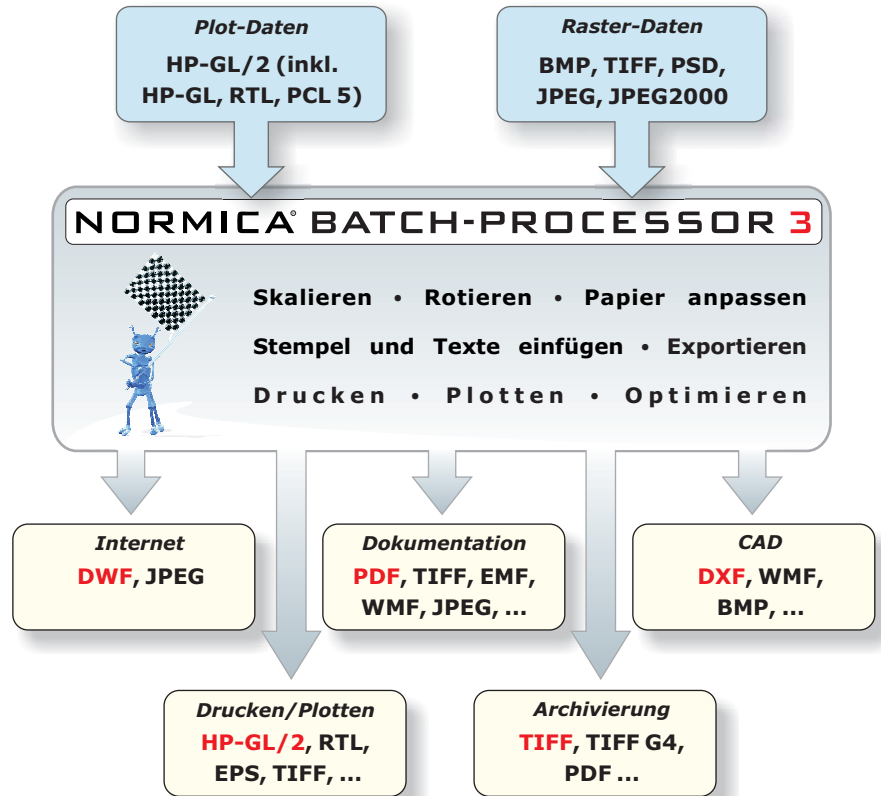 Plot-Daten
HP-GL/2 (inkl.
HP-GL, RTL, PCL 5)
Raster-Daten
BMP, TIFF, PSD,
JPEG, JPEG2000
NORMICA® BATCH-PROCESSOR 3
Skalieren • Rotieren • Papier anpassen
Stempel und Texte einfügen • Exportieren
Drucken • Plotten • Optimieren
Internet
DWF, JPEG
Dokumentation
PDF, TIFF, EMF,
WMF, JPEG, ...
CAD
DXF, WMF,
BMP, ...
Drucken/Plotten
HP-GL/2, RTL,
EPS, TIFF, ...
Archivierung
TIFF, TIFF G4,
PDF ...